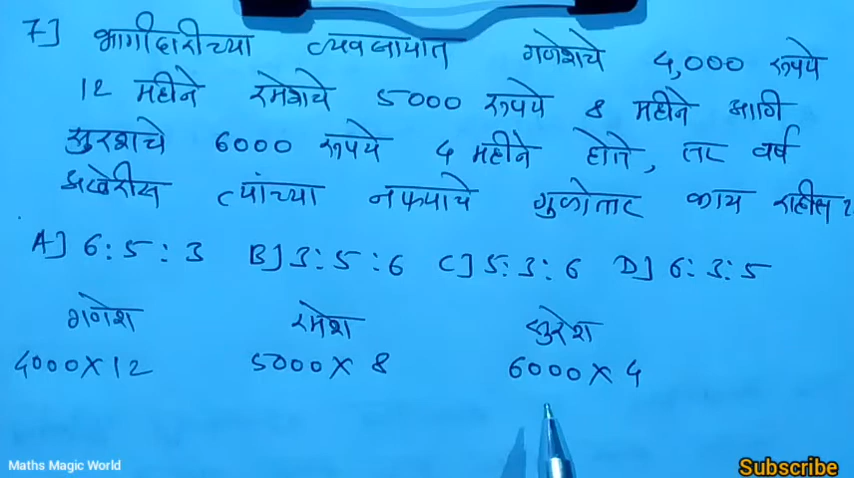 7] भागीदारीच्या व्यवसायात गणेशचे 4,000 रुपये
12 महीने रमेशचे 5000 रुपये 8 महीने आणि
सुरेशचे 6000 रुपये 4 महीने होते, तर वर्ष
अखेरीस त्यांच्या नफ्याचे गुणोत्तर काय राहील?
A] 6:5:3 B] 3:5:6 C] 5:3:6 D] 6:3:5
गणेश रमेश सुरेश
4000×12 5000×8 6000×4
Maths Magic World Subscribe